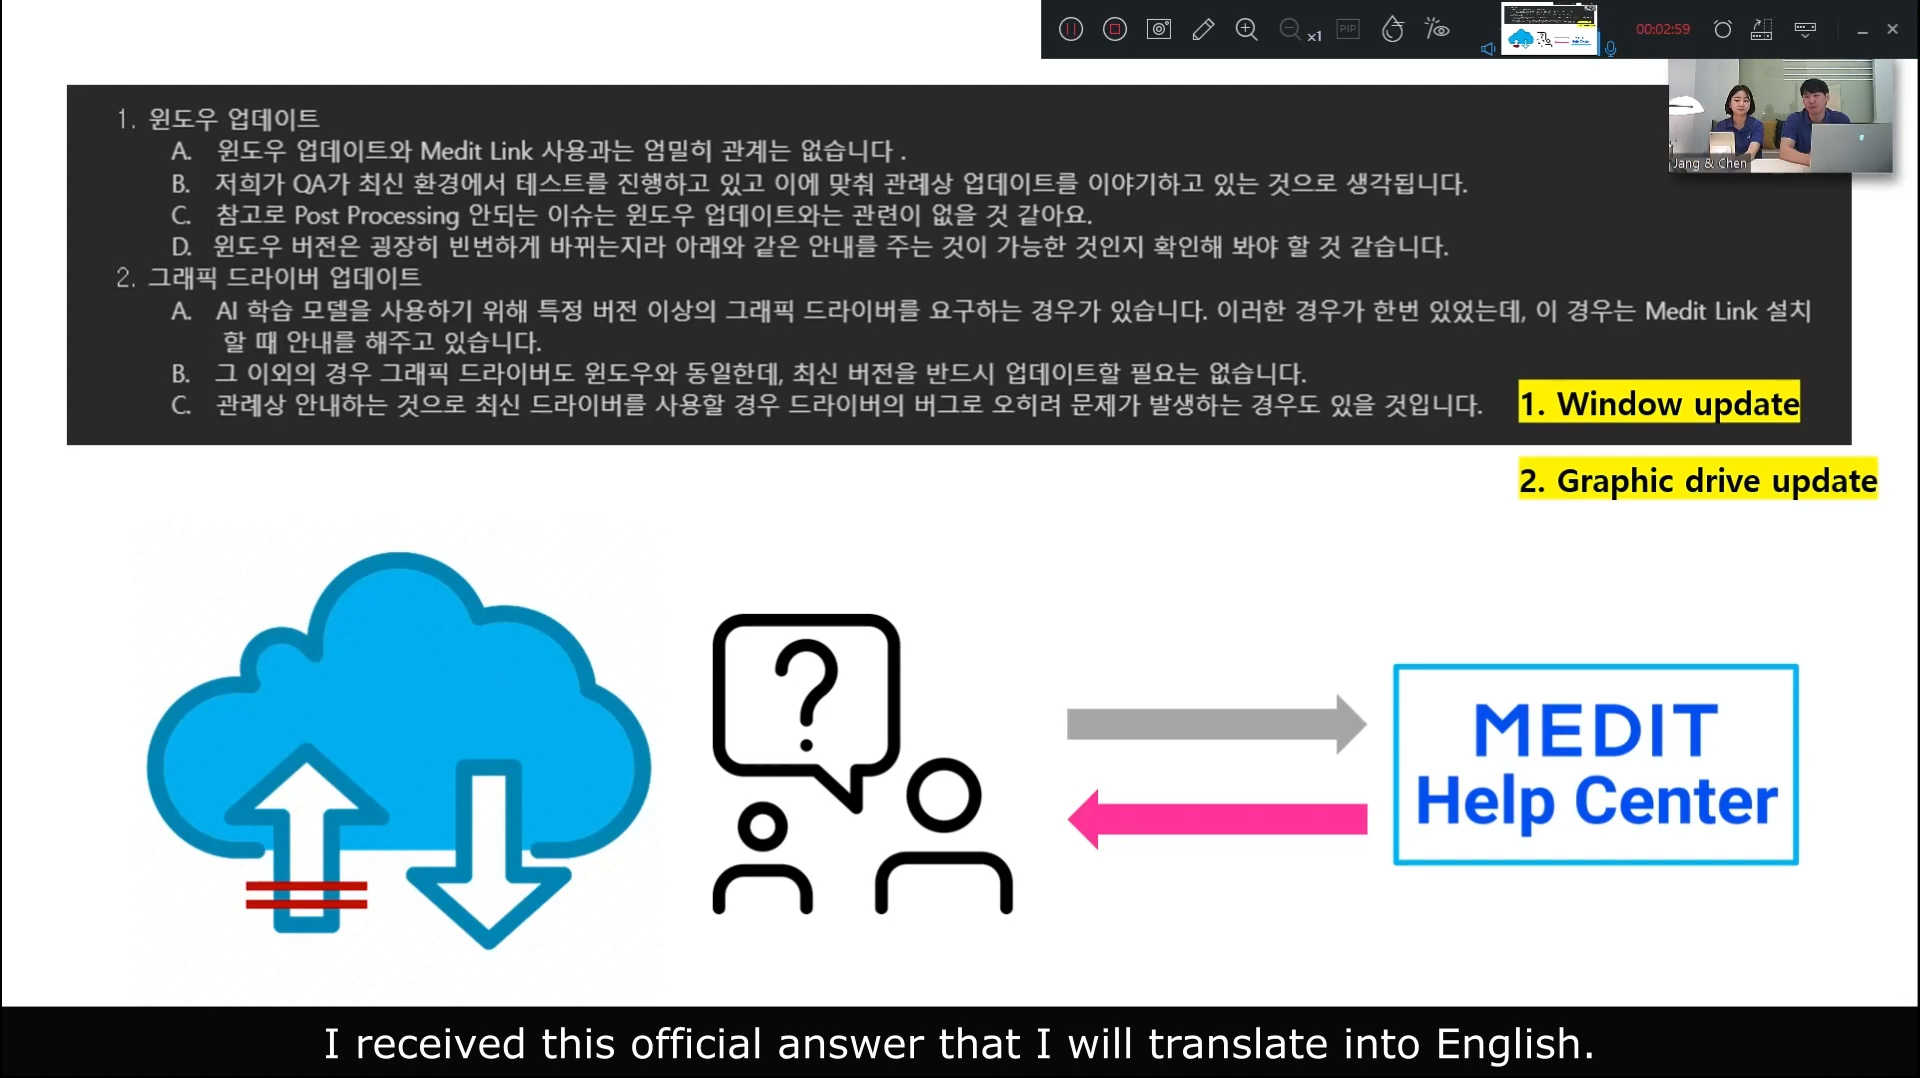 x1
PIP
00:02:59
Jang & Chen
1. 윈도우 업데이트
A. 윈도우 업데이트와 Medit Link 사용과는 엄밀히 관계는 없습니다 .
B. 저희가 QA가 최신 환경에서 테스트를 진행하고 있고 이에 맞춰 관례상 업데이트를 이야기하고 있는 것으로 생각됩니다.
C. 참고로 Post Processing 안되는 이슈는 윈도우 업데이트와는 관련이 없을 것 같아요.
D. 윈도우 버전은 굉장히 빈번하게 바뀌는지라 아래와 같은 안내를 주는 것이 가능한 것인지 확인해 봐야 할 것 같습니다.
2. 그래픽 드라이버 업데이트
A. AI 학습 모델을 사용하기 위해 특정 버전 이상의 그래픽 드라이버를 요구하는 경우가 있습니다. 이러한 경우가 한번 있었는데, 이 경우는 Medit Link 설치
할 때 안내를 해주고 있습니다.
B. 그 이외의 경우 그래픽 드라이버도 윈도우와 동일한데, 최신 버전을 반드시 업데이트할 필요는 없습니다.
C. 관례상 안내하는 것으로 최신 드라이버를 사용할 경우 드라이버의 버그로 오히려 문제가 발생하는 경우도 있을 것입니다.
1. Window update
2. Graphic drive update
?
MEDIT
Help Center
I received this official answer that I will translate into English.